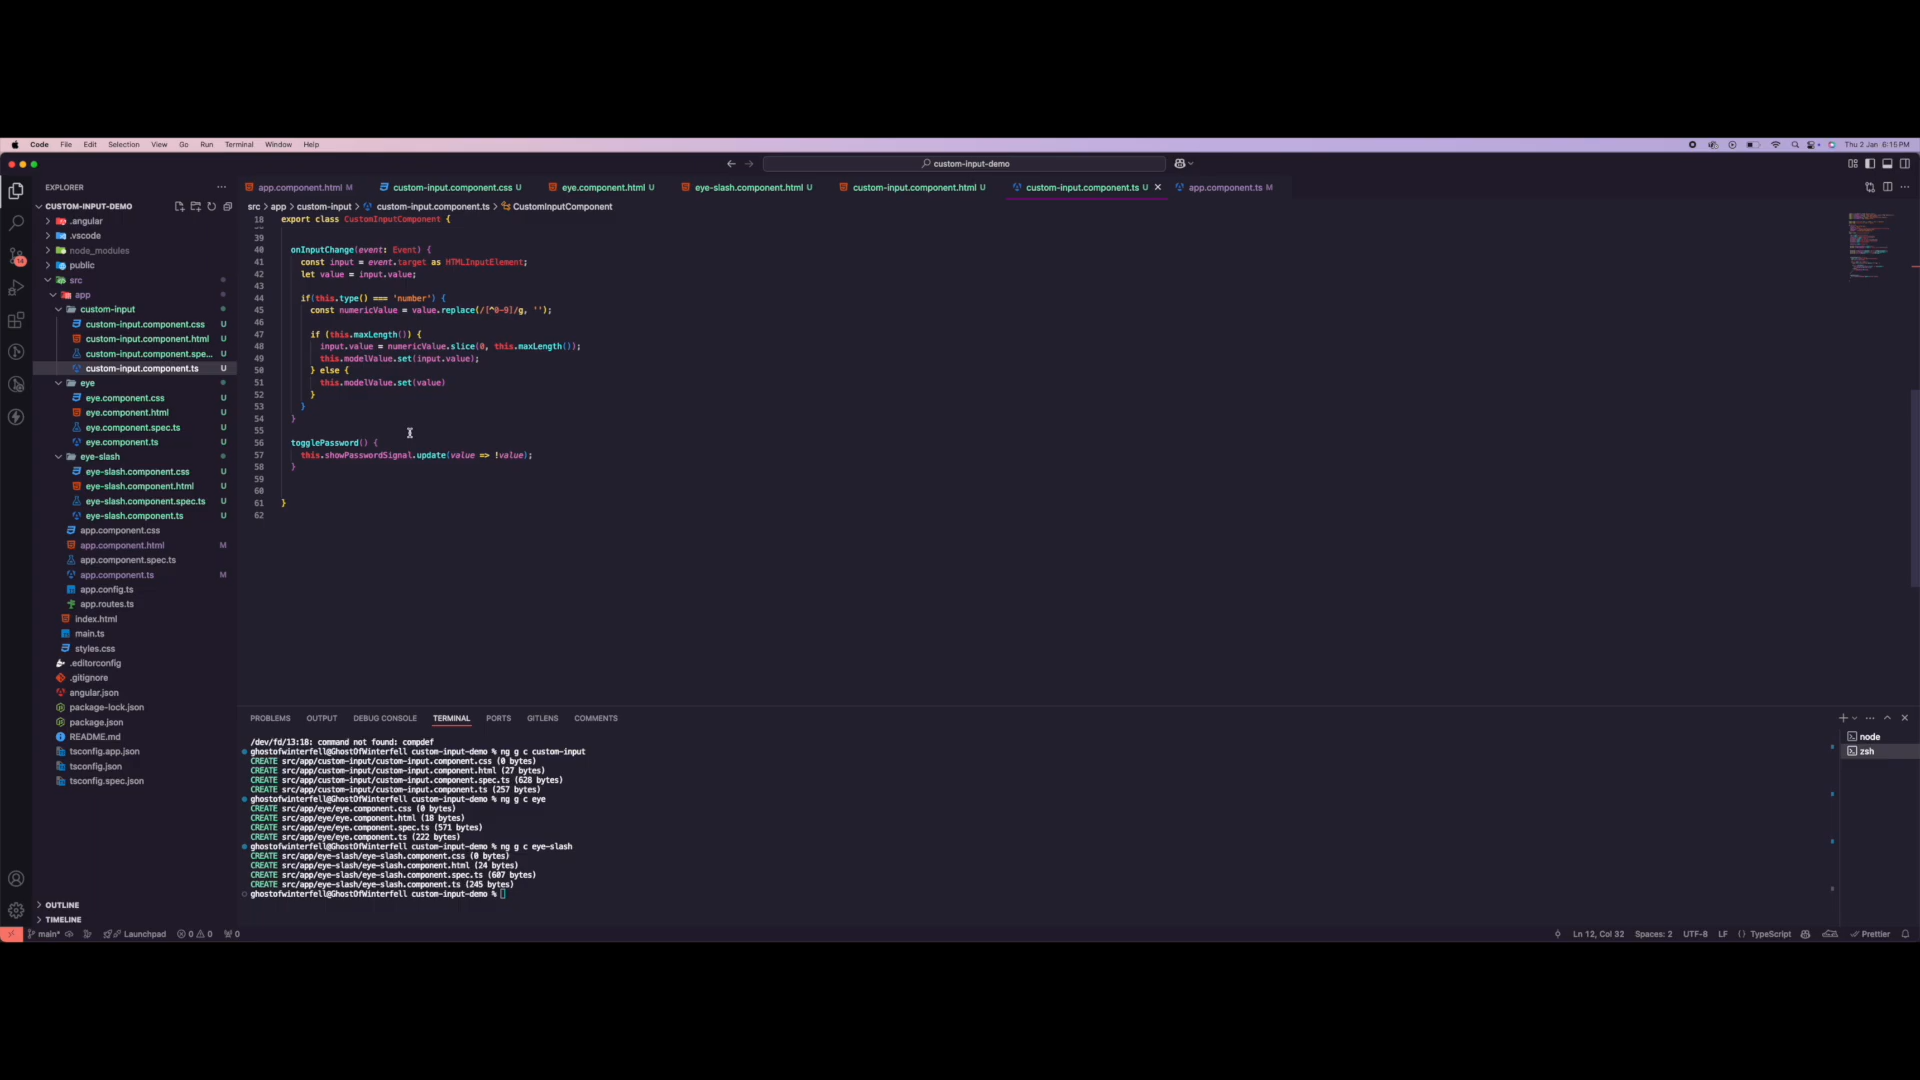 Code File Edit Selection View Go Run Terminal Window Help
Thu 2 Jan 6:15PM
custom-input-demo
EXPLORER
app.component.html M
custom-input.component.css U
eye.component.html U
eye-slash.component.html U
custom-input.component.html U
custom-input.component.ts U
app.component.ts M
CUSTOM-INPUT-DEMO
src > app > custom-input > custom-input.component.ts > CustomInputComponent
.angular
.vscode
node_modules
public
src
app
custom-input
custom-input.component.css U
custom-input.component.html U
custom-input.component.spe... U
custom-input.component.ts U
eye
eye.component.css U
eye.component.html U
eye.component.spec.ts U
eye.component.ts U
eye-slash
eye-slash.component.css U
eye-slash.component.html U
eye-slash.component.spec.ts U
eye-slash.component.ts U
app.component.css
app.component.html M
app.component.spec.ts
app.component.ts M
app.config.ts
app.routes.ts
index.html
main.ts
styles.css
.editorconfig
.gitignore
angular.json
package-lock.json
package.json
README.md
tsconfig.app.json
tsconfig.json
tsconfig.spec.json
OUTLINE
TIMELINE
14
18 export class CustomInputComponent {
39
40 onInputChange(event: Event) {
41 const input = event.target as HTMLInputElement;
42 let value = input.value;
43
44 if(this.type() === 'number') {
45 const numericValue = value.replace(/[^0-9]/g, '');
46
47 if (this.maxLength()) {
48 input.value = numericValue.slice(0, this.maxLength());
49 this.modelValue.set(input.value);
50 } else {
51 this.modelValue.set(value)
52 }
53 }
54 }
55
56 togglePassword() {
57 this.showPasswordSignal.update(value => !value);
58 }
59
60
61 }
62
PROBLEMS OUTPUT DEBUG CONSOLE TERMINAL PORTS GITLENS COMMENTS
/dev/fd/13:18: command not found: compdef
ghostofwinterfell@GhostOfWinterfell custom-input-demo % ng g c custom-input
CREATE src/app/custom-input/custom-input.component.css (0 bytes)
CREATE src/app/custom-input/custom-input.component.html (27 bytes)
CREATE src/app/custom-input/custom-input.component.spec.ts (628 bytes)
CREATE src/app/custom-input/custom-input.component.ts (257 bytes)
ghostofwinterfell@GhostOfWinterfell custom-input-demo % ng g c eye
CREATE src/app/eye/eye.component.css (0 bytes)
CREATE src/app/eye/eye.component.html (18 bytes)
CREATE src/app/eye/eye.component.spec.ts (571 bytes)
CREATE src/app/eye/eye.component.ts (222 bytes)
ghostofwinterfell@GhostOfWinterfell custom-input-demo % ng g c eye-slash
CREATE src/app/eye-slash/eye-slash.component.css (0 bytes)
CREATE src/app/eye-slash/eye-slash.component.html (24 bytes)
CREATE src/app/eye-slash/eye-slash.component.spec.ts (607 bytes)
CREATE src/app/eye-slash/eye-slash.component.ts (245 bytes)
ghostofwinterfell@GhostOfWinterfell custom-input-demo %
node
zsh
main* Launchpad 0 0 0
Ln 12, Col 32 Spaces: 2 UTF-8 LF {} TypeScript Prettier